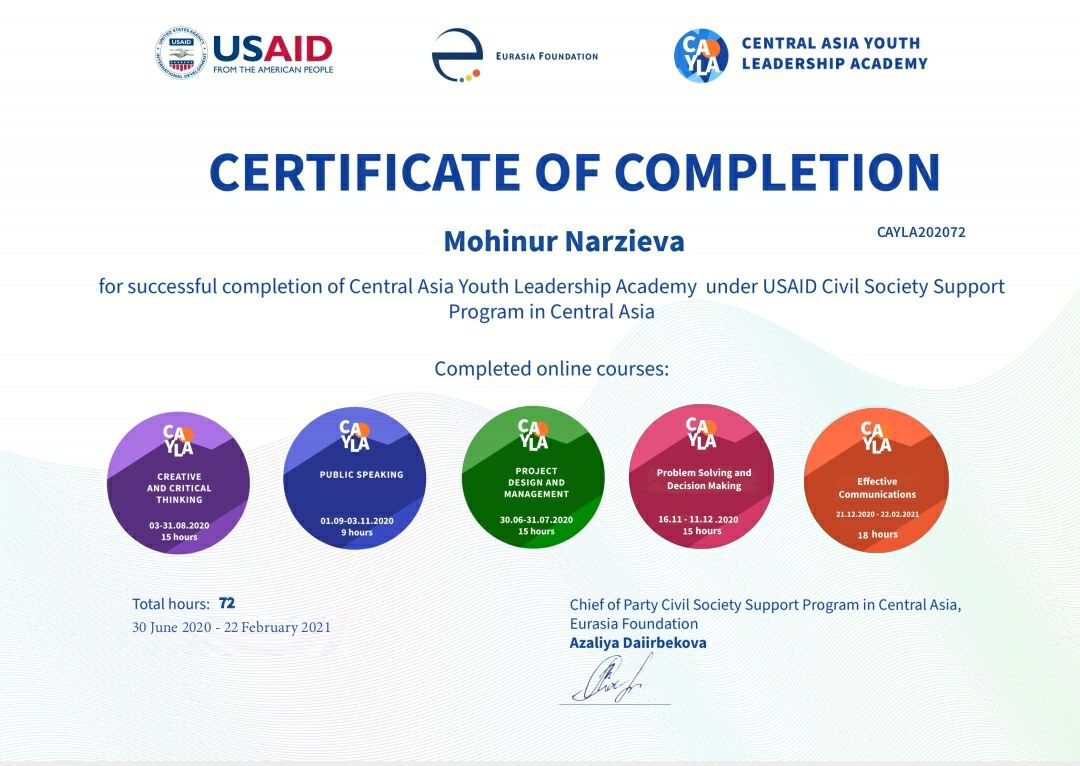 UNITED STATES AGENCY
USAID
INTERNATIONAL DEVELOPMENT
USAID
FROM THE AMERICAN PEOPLE
EURASIA FOUNDATION
CA
YLA
CENTRAL ASIA YOUTH
LEADERSHIP ACADEMY
CERTIFICATE OF COMPLETION
Mohinur Narzieva
CAYLA202072
for successful completion of Central Asia Youth Leadership Academy under USAID Civil Society Support
Program in Central Asia
Completed online courses:
CA
YLA
CREATIVE
AND CRITICAL
THINKING
03-31.08.2020
15 hours
CA
YLA
PUBLIC SPEAKING
01.09-03.11.2020
9 hours
CA
YLA
PROJECT
DESIGN AND
MANAGEMENT
30.06-31.07.2020
15 hours
CA
YLA
Problem Solving and
Decision Making
16.11 - 11.12 .2020
15 hours
CA
YLA
Effective
Communications
21.12.2020 - 22.02.2021
18 hours
Total hours: 72
30 June 2020 - 22 February 2021
Chief of Party Civil Society Support Program in Central Asia,
Eurasia Foundation
Azaliya Daiirbekova